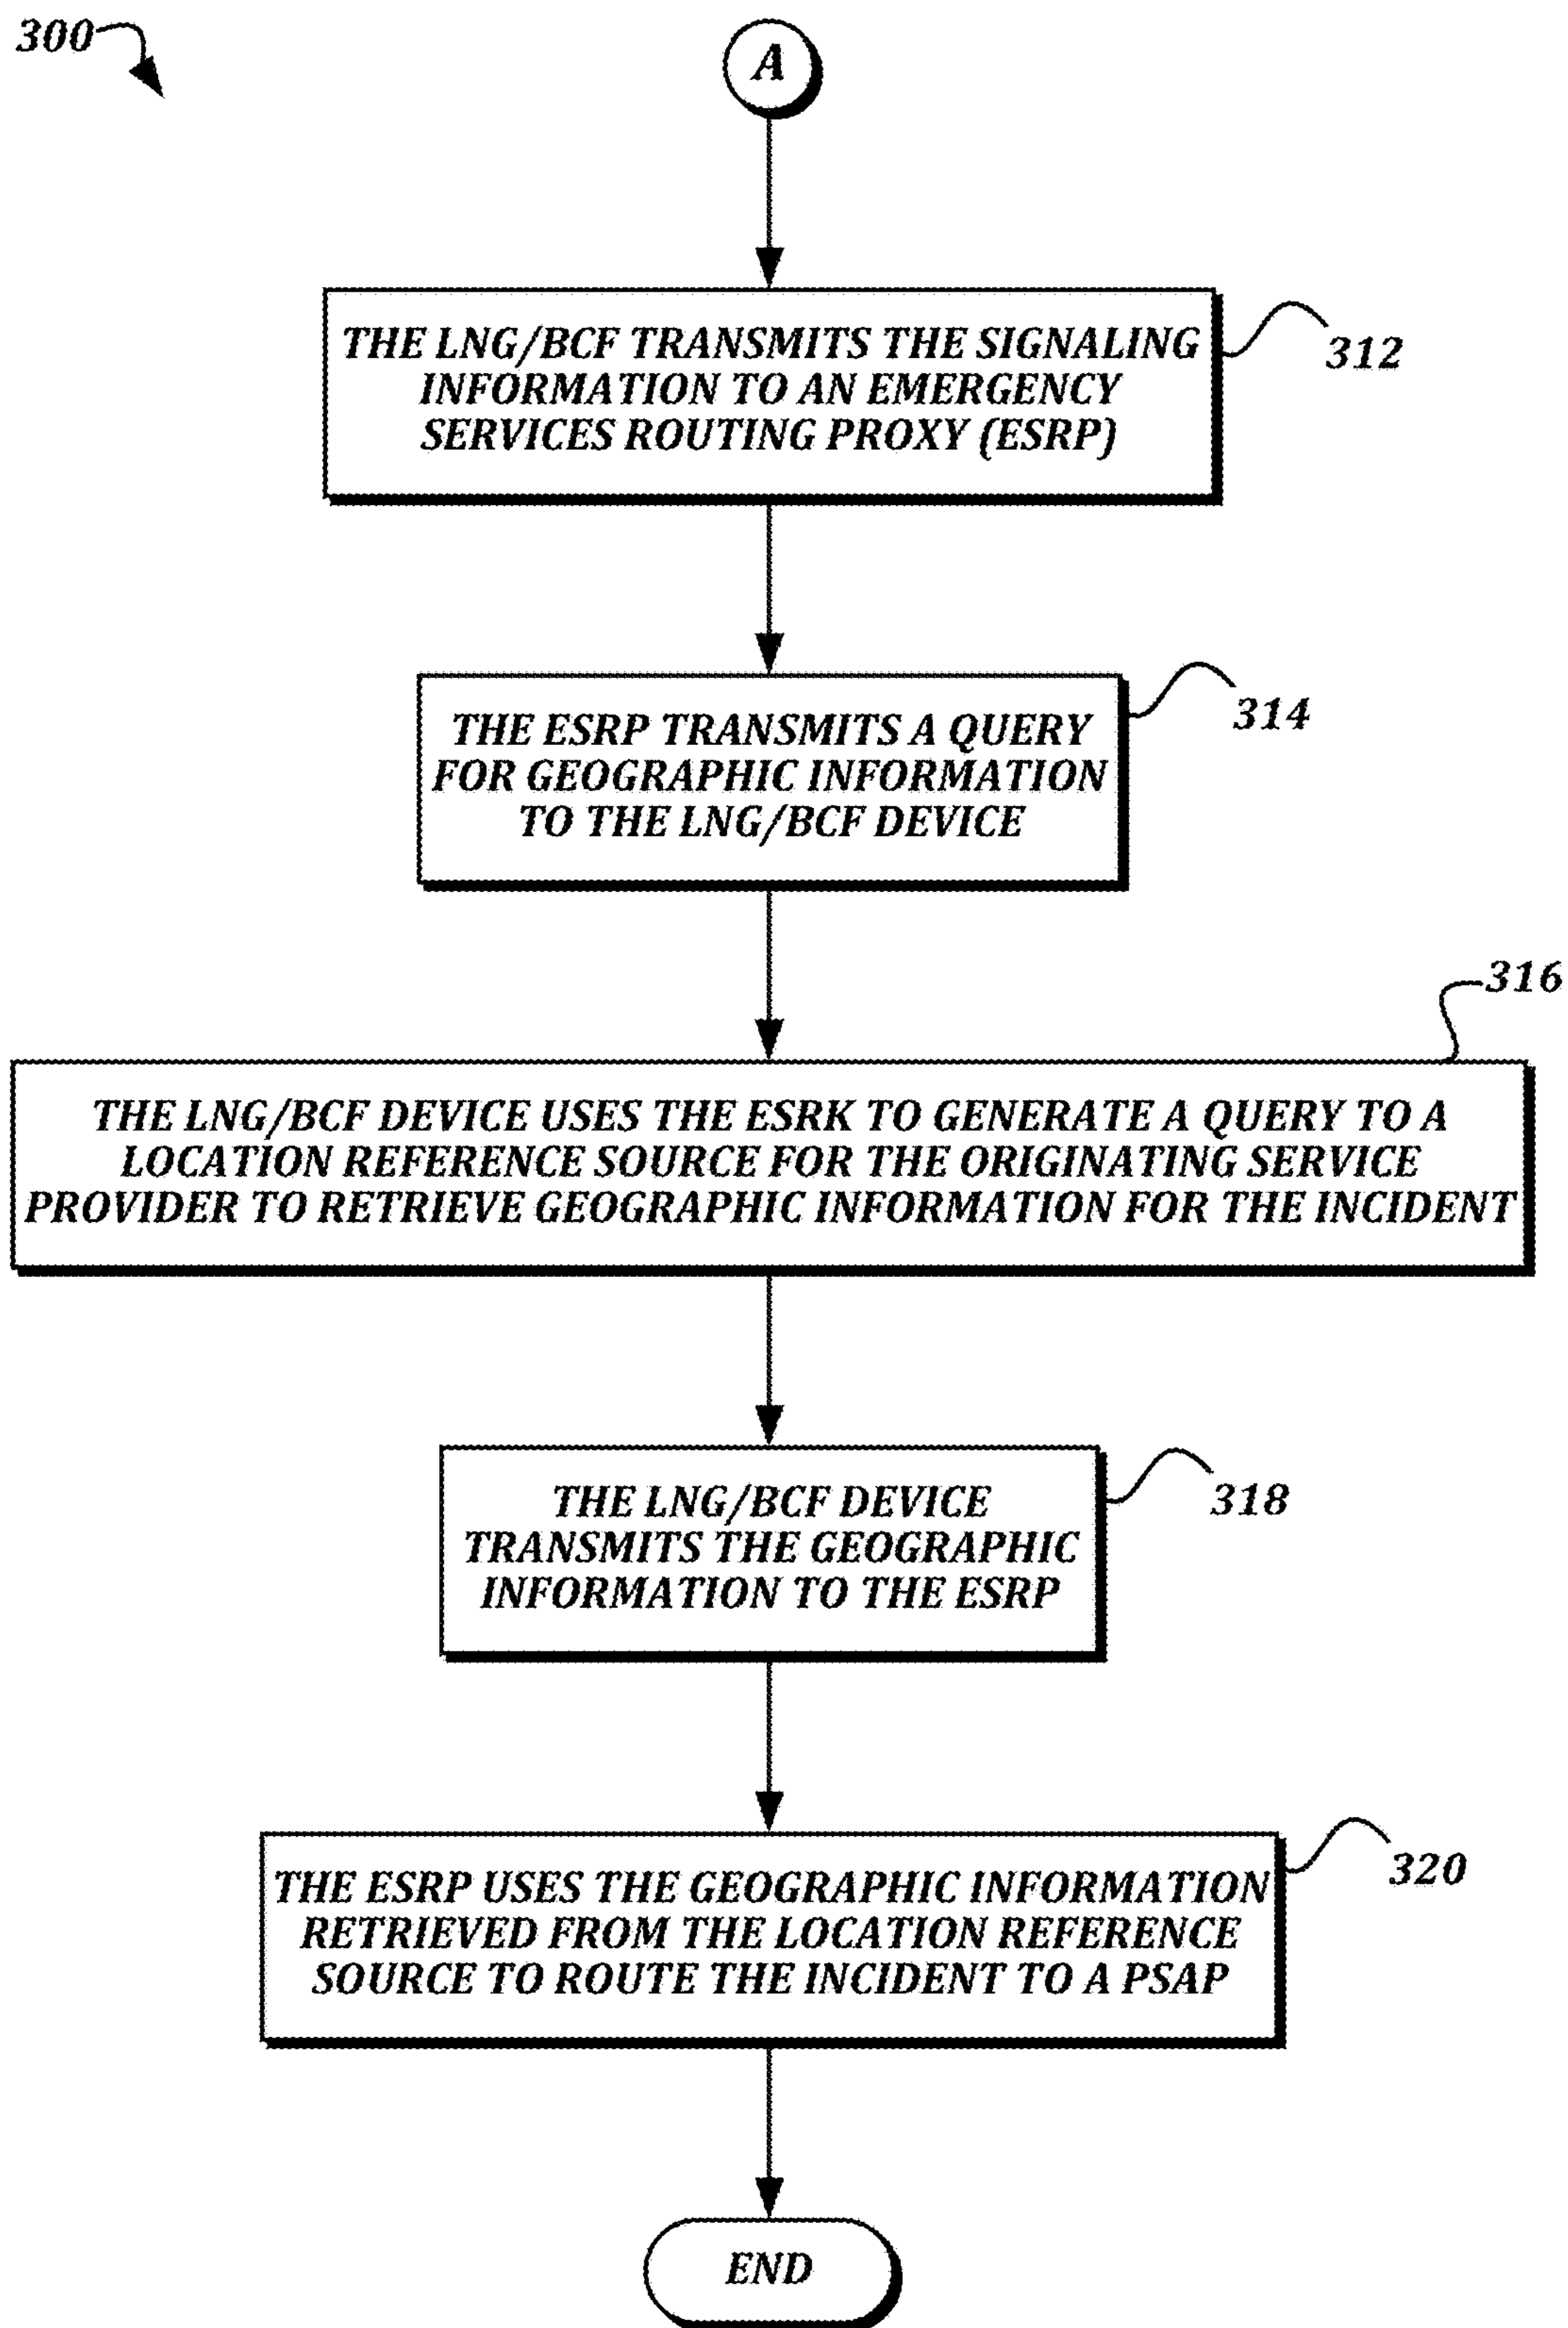 300
A
THE LNG/BCF TRANSMITS THE SIGNALING
INFORMATION TO AN EMERGENCY
SERVICES ROUTING PROXY (ESRP)
312
THE ESRP TRANSMITS A QUERY
FOR GEOGRAPHIC INFORMATION
TO THE LNG/BCF DEVICE
314
316
THE LNG/BCF DEVICE USES THE ESRK TO GENERATE A QUERY TO A
LOCATION REFERENCE SOURCE FOR THE ORIGINATING SERVICE
PROVIDER TO RETRIEVE GEOGRAPHIC INFORMATION FOR THE INCIDENT
THE LNG/BCF DEVICE
TRANSMITS THE GEOGRAPHIC
INFORMATION TO THE ESRP
318
THE ESRP USES THE GEOGRAPHIC INFORMATION
RETRIEVED FROM THE LOCATION REFERENCE
SOURCE TO ROUTE THE INCIDENT TO A PSAP
320
END